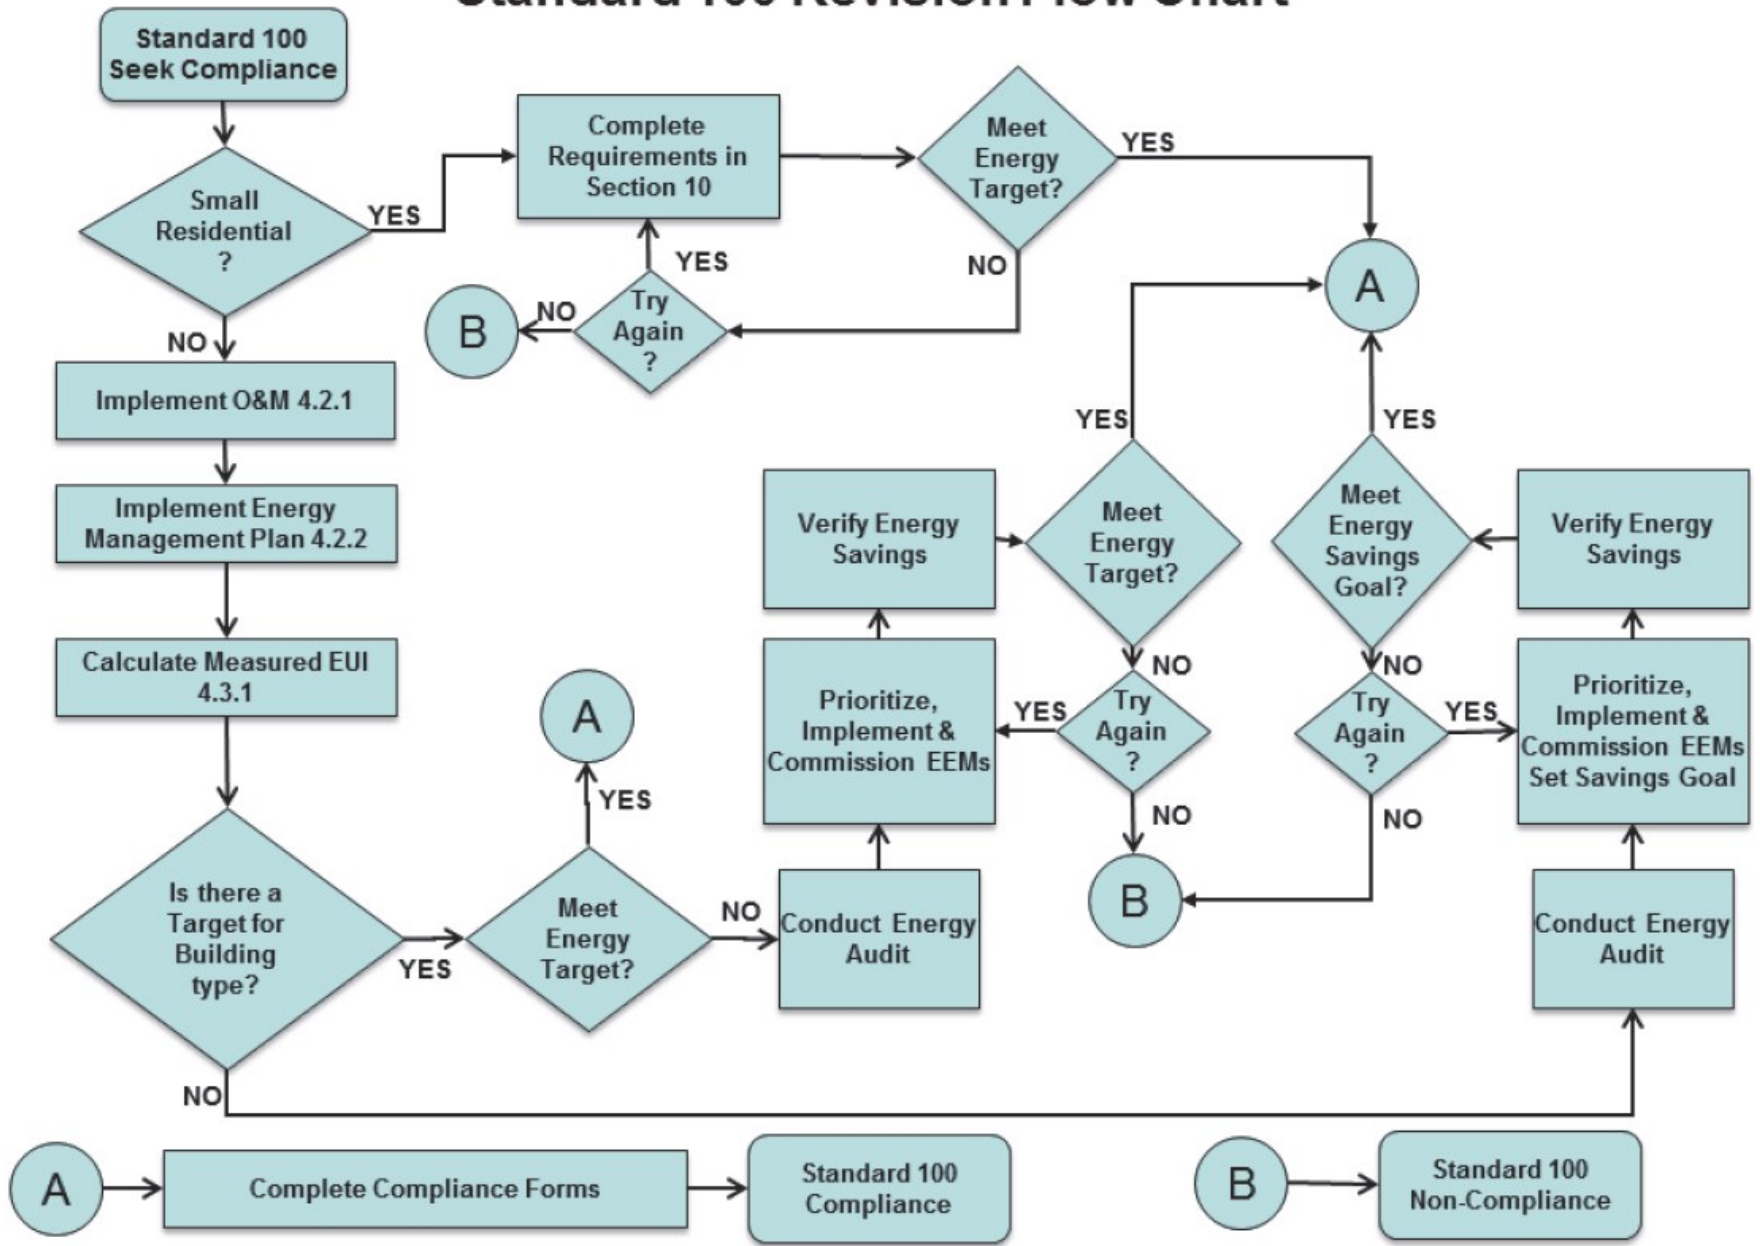 Standard 100 Revision Flow Chart
Standard 100
Seek Compliance
Small
Residential
?
YES
NO
Complete
Requirements in
Section 10
Meet
Energy
Target?
YES
NO
Try
Again
?
YES
NO
B
A
Implement O&M 4.2.1
Implement Energy
Management Plan 4.2.2
Calculate Measured EUI
4.3.1
Is there a
Target for
Building
type?
YES
NO
Meet
Energy
Target?
YES
A
NO
Conduct Energy
Audit
Prioritize,
Implement &
Commission EEMs
Verify Energy
Savings
Meet
Energy
Target?
YES
NO
Try
Again
?
YES
NO
B
Meet
Energy
Savings
Goal?
YES
NO
Try
Again
?
YES
NO
Verify Energy
Savings
Prioritize,
Implement &
Commission EEMs
Set Savings Goal
Conduct Energy
Audit
A
Complete Compliance Forms
Standard 100
Compliance
B
Standard 100
Non-Compliance